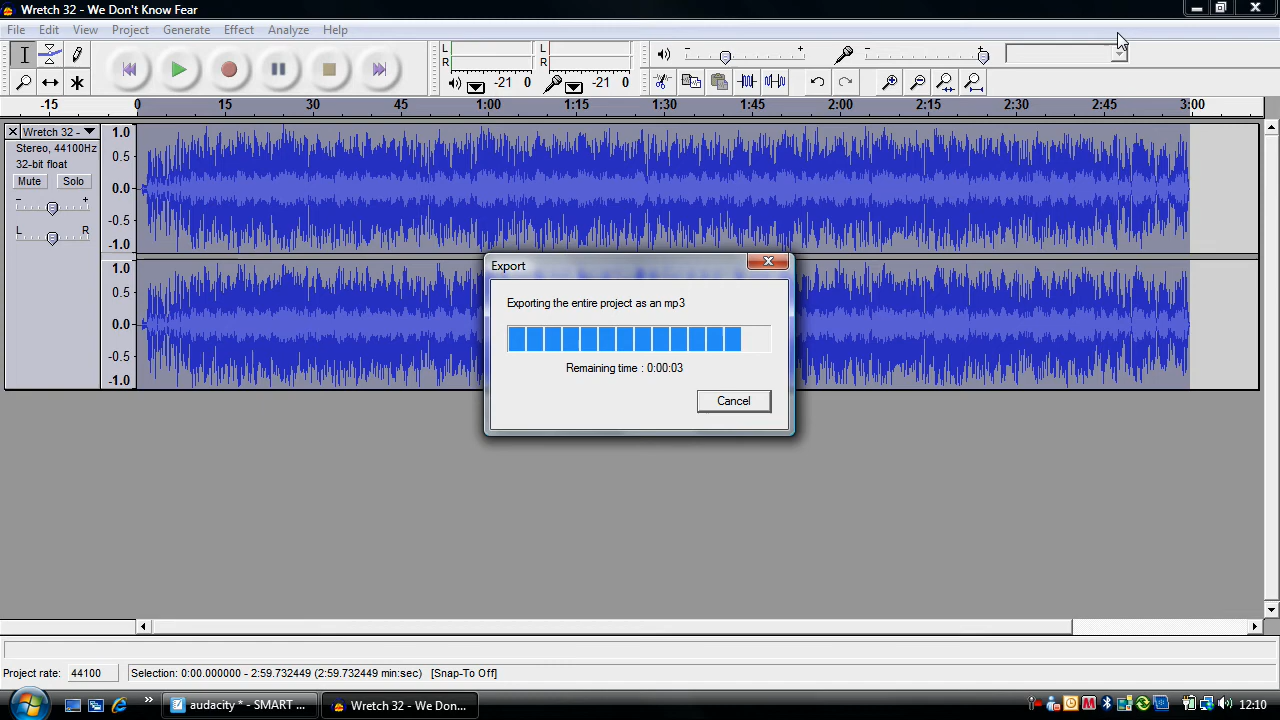 Wretch 32 - We Don't Know Fear
File Edit View Project Generate Effect Analyze Help
L L
R R
-21 0 -21 0
- + - +
-15 0 15 30 45 1:00 1:15 1:30 1:45 2:00 2:15 2:30 2:45 3:00
Wretch 32 -
Stereo, 44100Hz
32-bit float
Mute Solo
- +
L R
1.0
0.5
0.0
-0.5
-1.0
1.0
0.5
0.0
-0.5
-1.0
Export
Exporting the entire project as an mp3
Remaining time : 0:00:03
Cancel
Project rate: 44100 Selection: 0:00.000000 - 2:59.732449 (2:59.732449 min:sec) [Snap-To Off]
audacity * - SMART ... Wretch 32 - We Don... 12:10